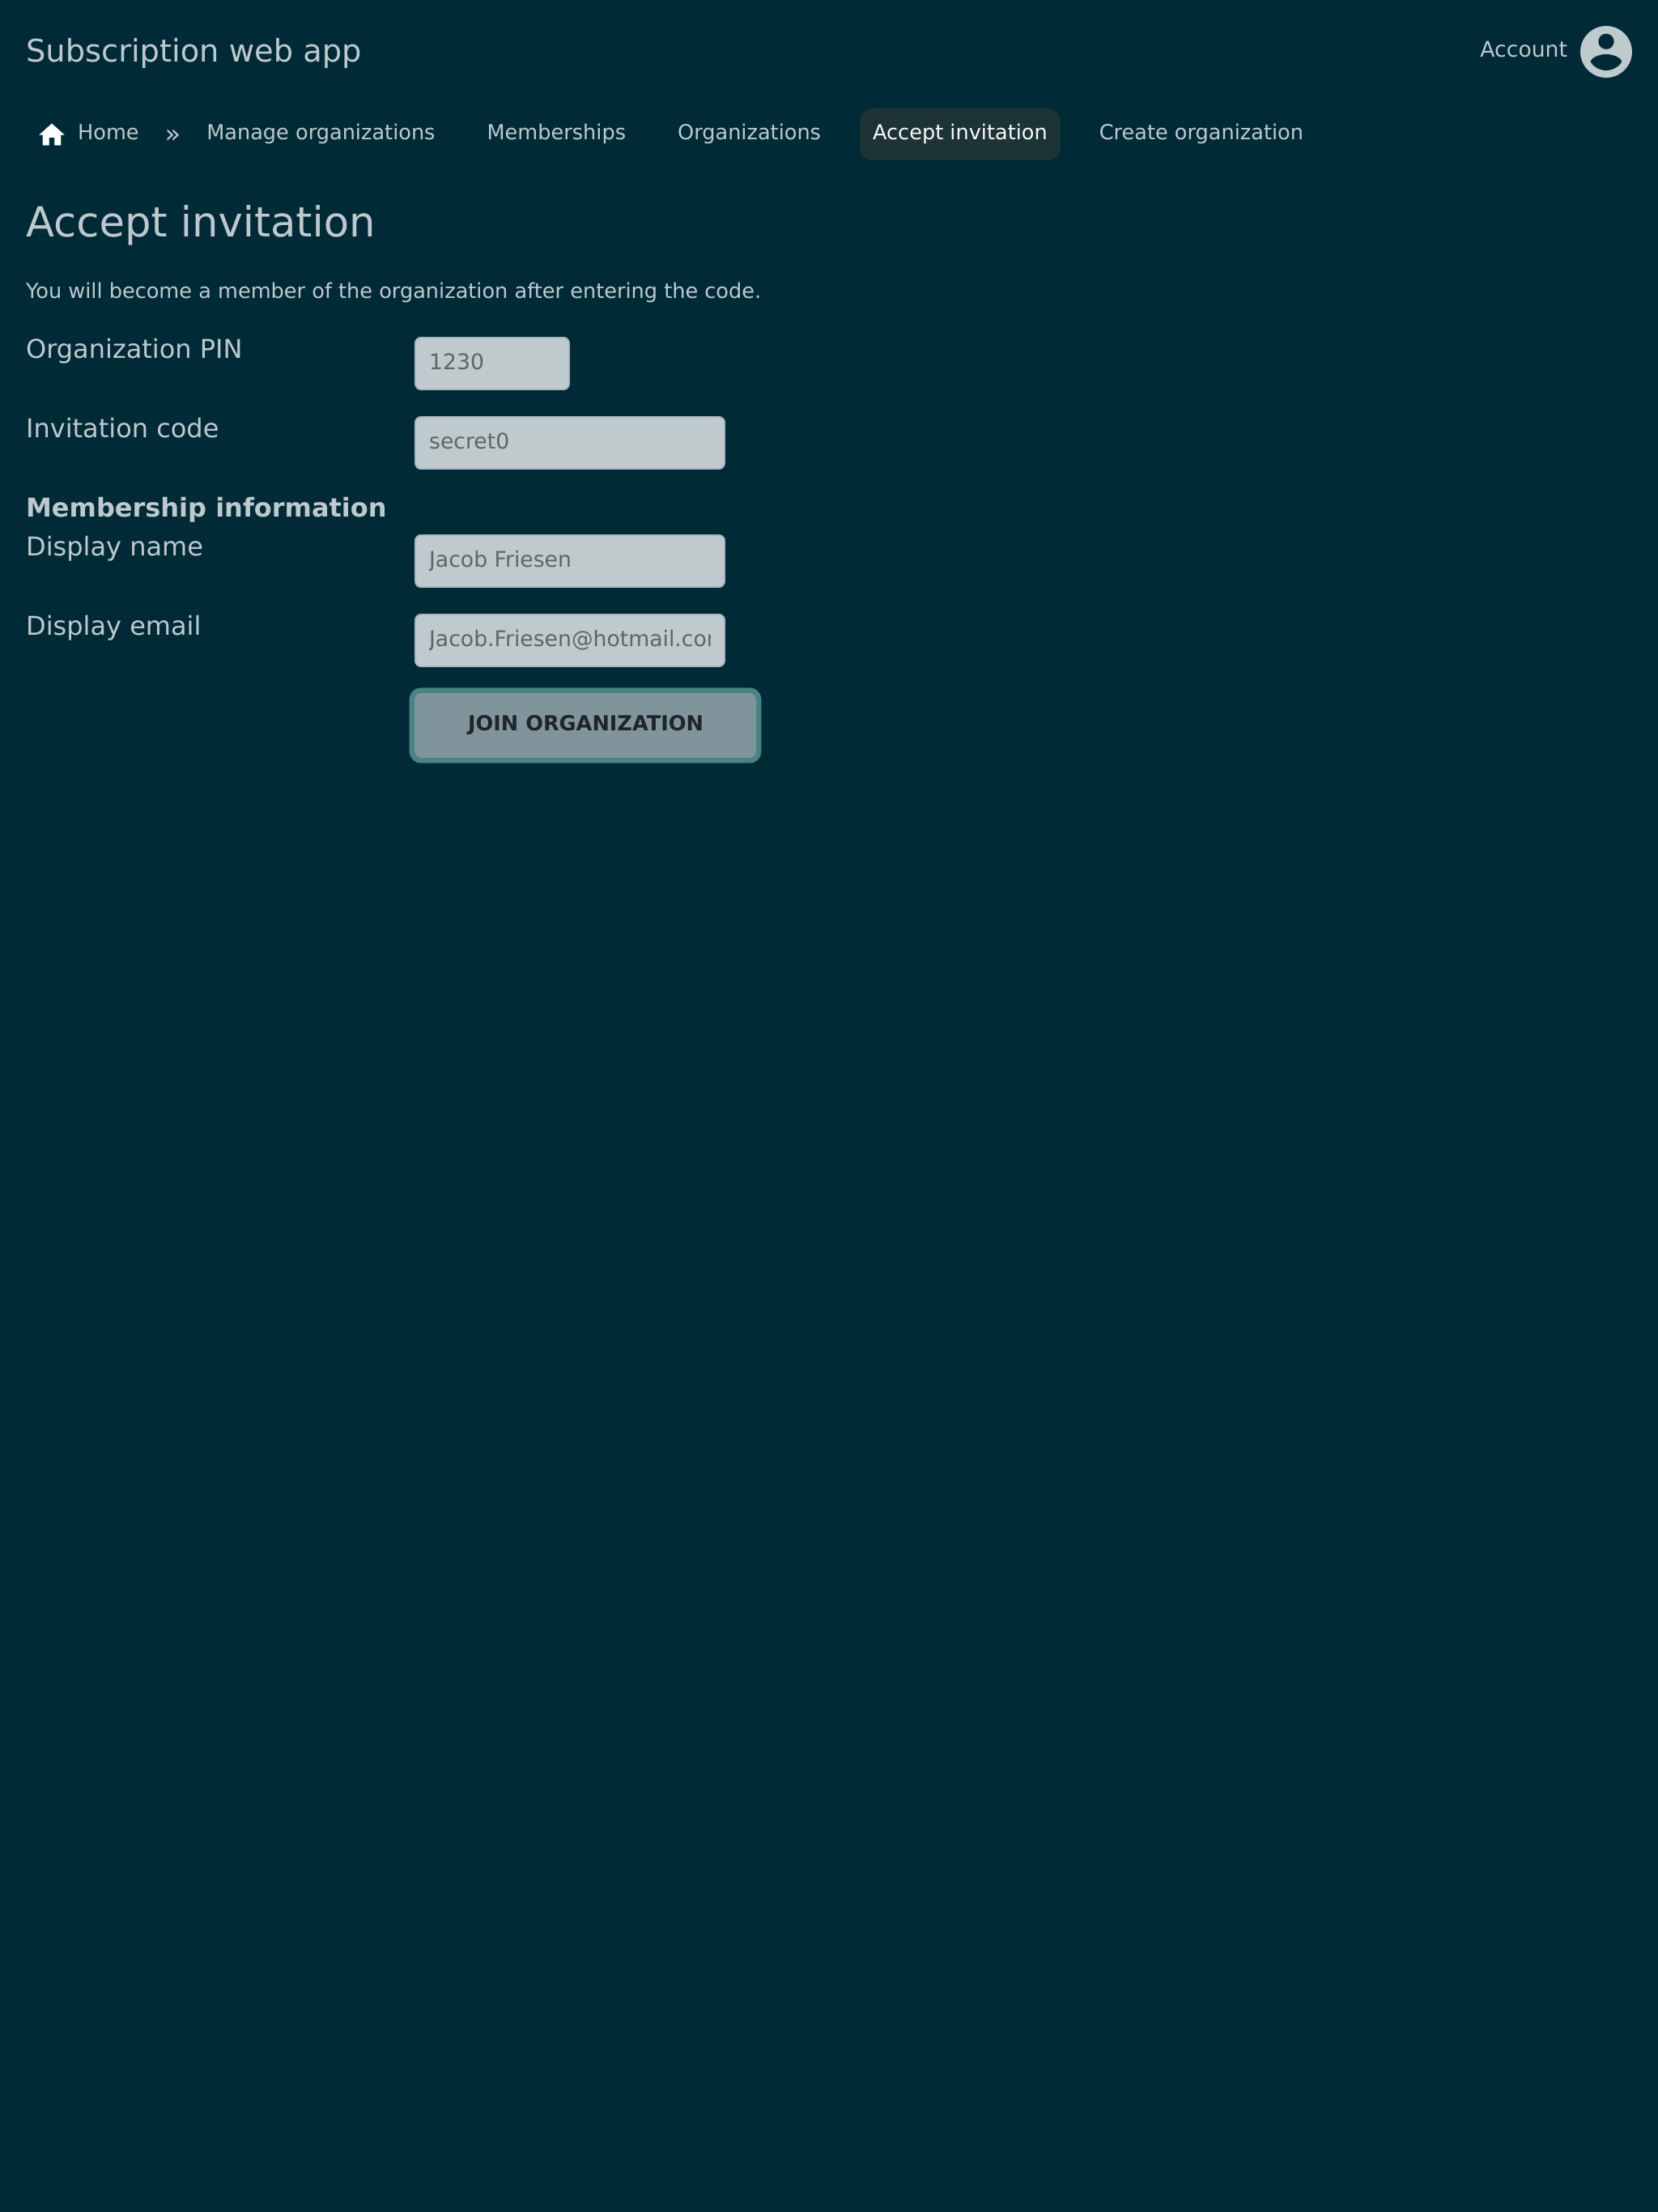 Subscription web app
Account
Home » Manage organizations Memberships Organizations Accept invitation Create organization
Accept invitation
You will become a member of the organization after entering the code.
Organization PIN 1230
Invitation code secret0
Membership information
Display name Jacob Friesen
Display email Jacob.Friesen@hotmail.co
JOIN ORGANIZATION